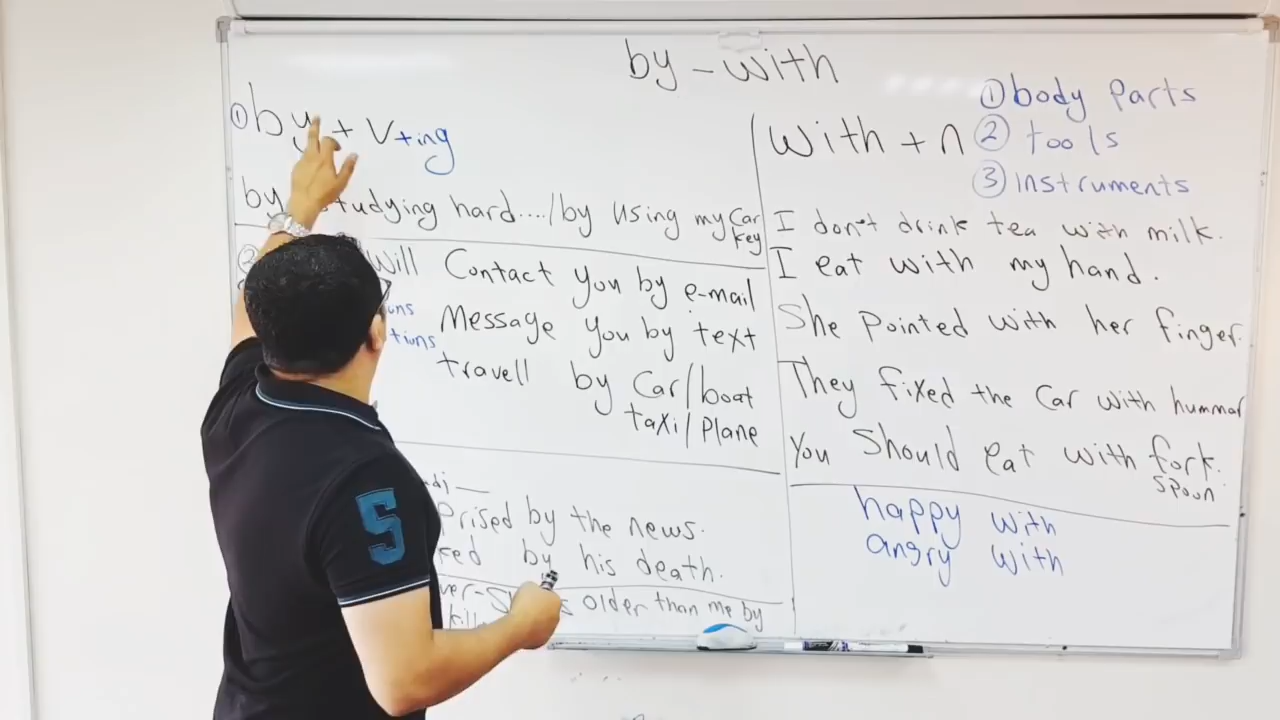 by - with
① by + v+ing
by studying hard..../by using my car key
② will contact you by e-mail
message you by text
travell by car/boat
taxi/plane
adj —
prised by the news.
ked by his death.
older than me by
with + n
① body parts
② tools
③ instruments
I don't drink tea with milk.
I eat with my hand.
She pointed with her finger.
They fixed the car with hummar
You should eat with fork.
spoon
happy with
angry with
5